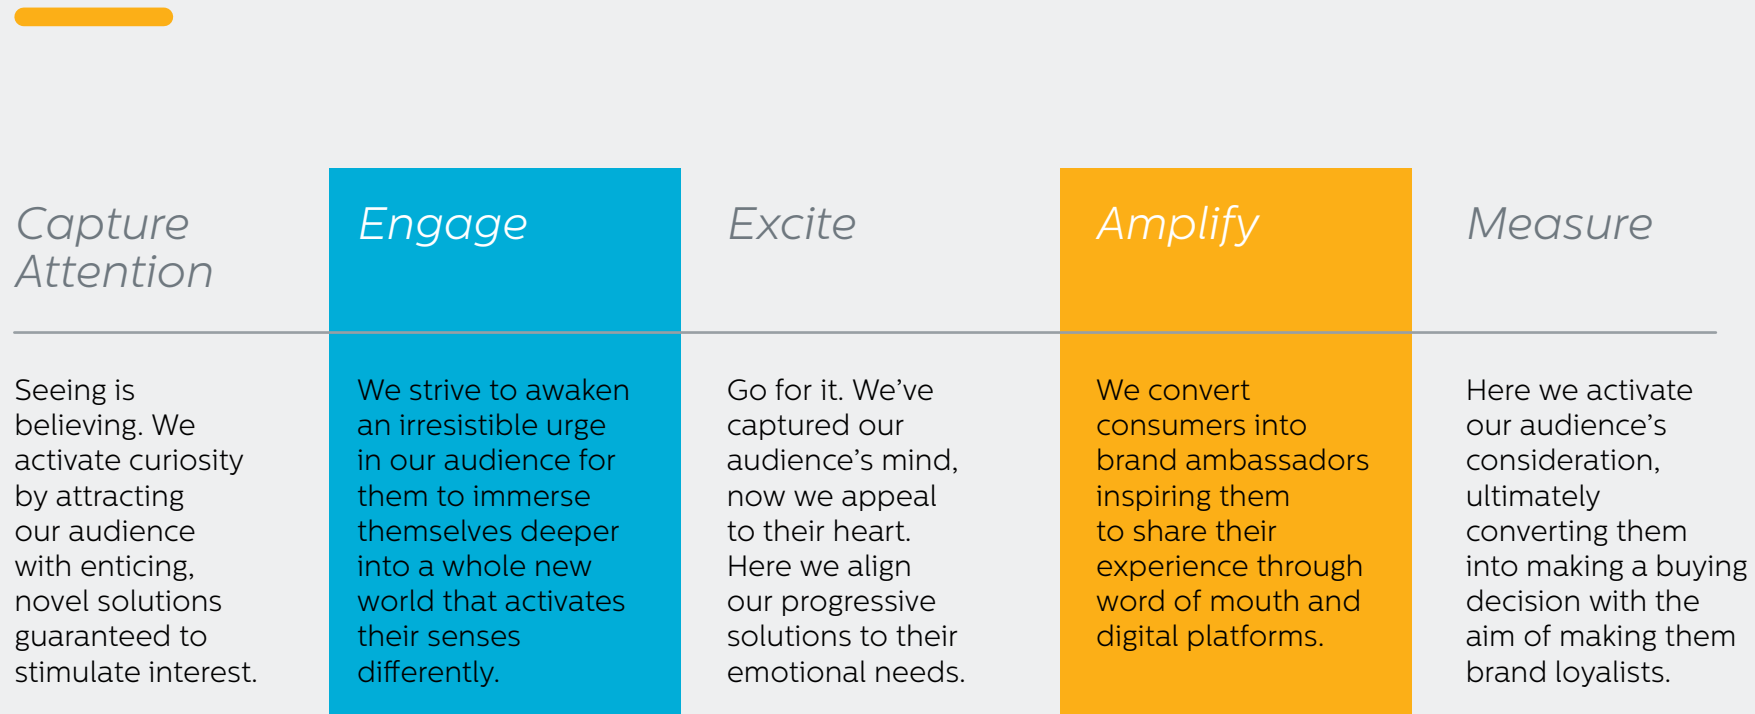 Capture
Attention
Seeing is
believing. We
activate curiosity
by attracting
our audience
with enticing,
novel solutions
guaranteed to
stimulate interest.
Engage
We strive to awaken
an irresistible urge
in our audience for
them to immerse
themselves deeper
into a whole new
world that activates
their senses
differently.
Excite
Go for it. We’ve
captured our
audience’s mind,
now we appeal
to their heart.
Here we align
our progressive
solutions to their
emotional needs.
Amplify
We convert
consumers into
brand ambassadors
inspiring them
to share their
experience through
word of mouth and
digital platforms.
Measure
Here we activate
our audience’s
consideration,
ultimately
converting them
into making a buying
decision with the
aim of making them
brand loyalists.